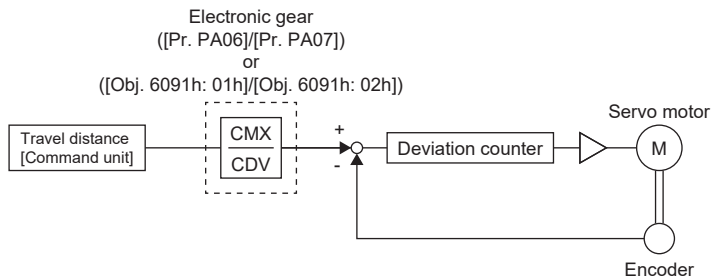 Electronic gear
([Pr. PA06]/[Pr. PA07])
or
([Obj. 6091h: 01h]/[Obj. 6091h: 02h])
Travel distance
[Command unit]
CMX
CDV
+
-
Deviation counter
Servo motor
M
Encoder